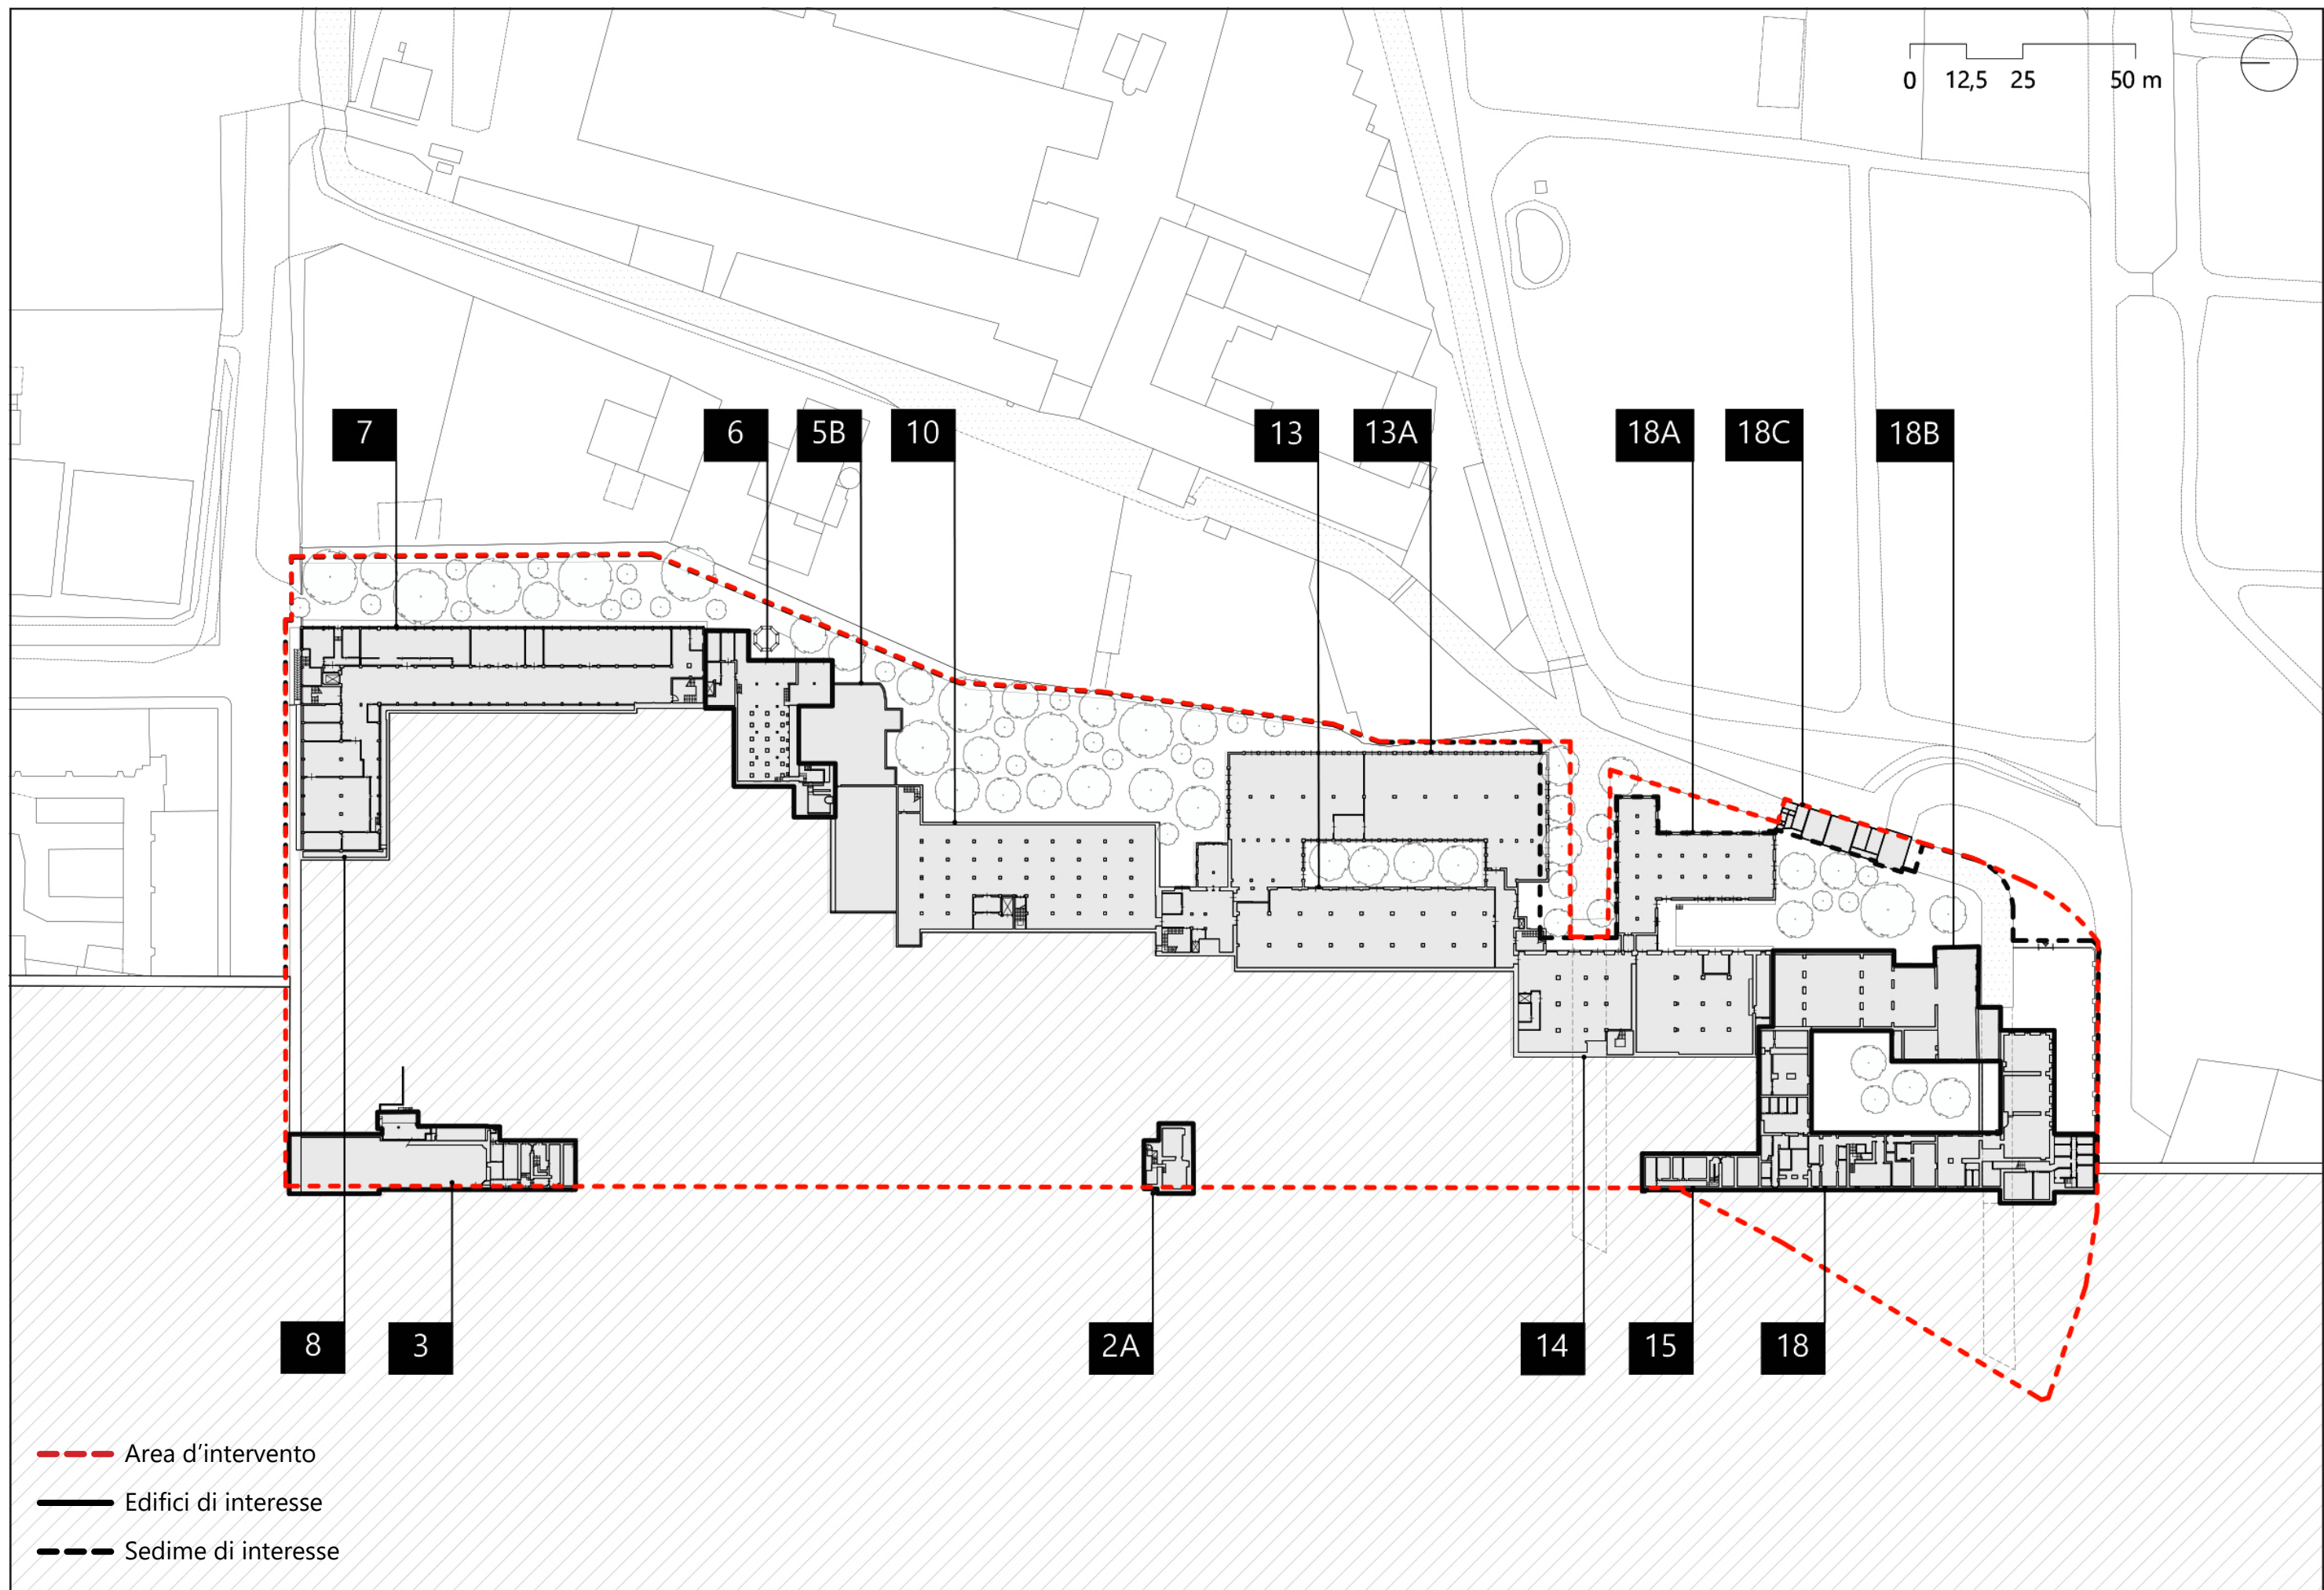 0 12,5 25 50 m
7 6 5B 10 13 13A 18A 18C 18B
8 3 2A 14 15 18
Area d'intervento
Edifici di interesse
Sedime di interesse